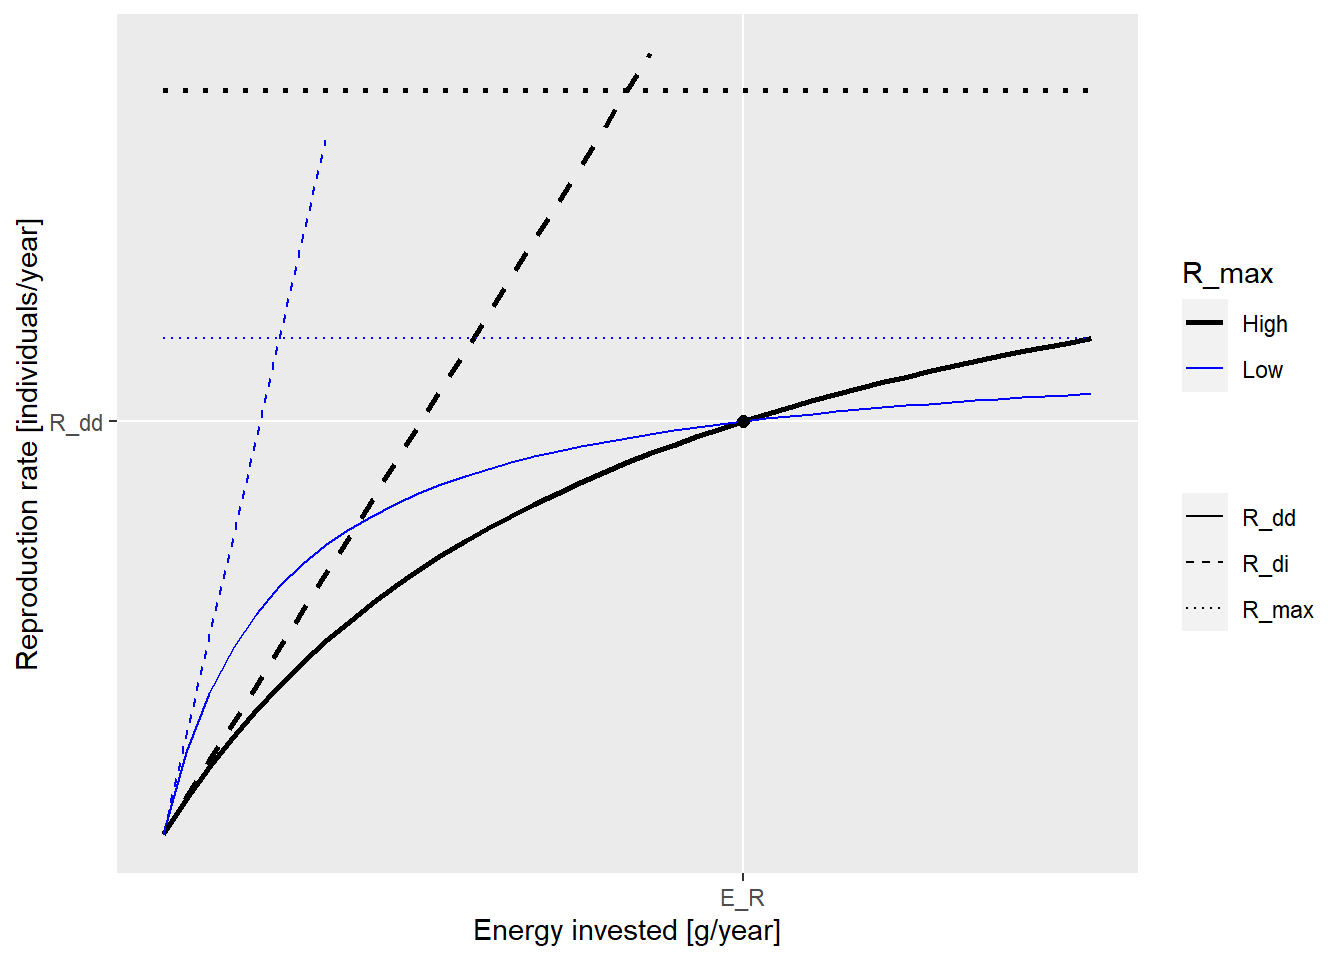 Reproduction rate [individuals/year]
R_dd
E_R
Energy invested [g/year]
R_max
High
Low
R_dd
R_di
R_max